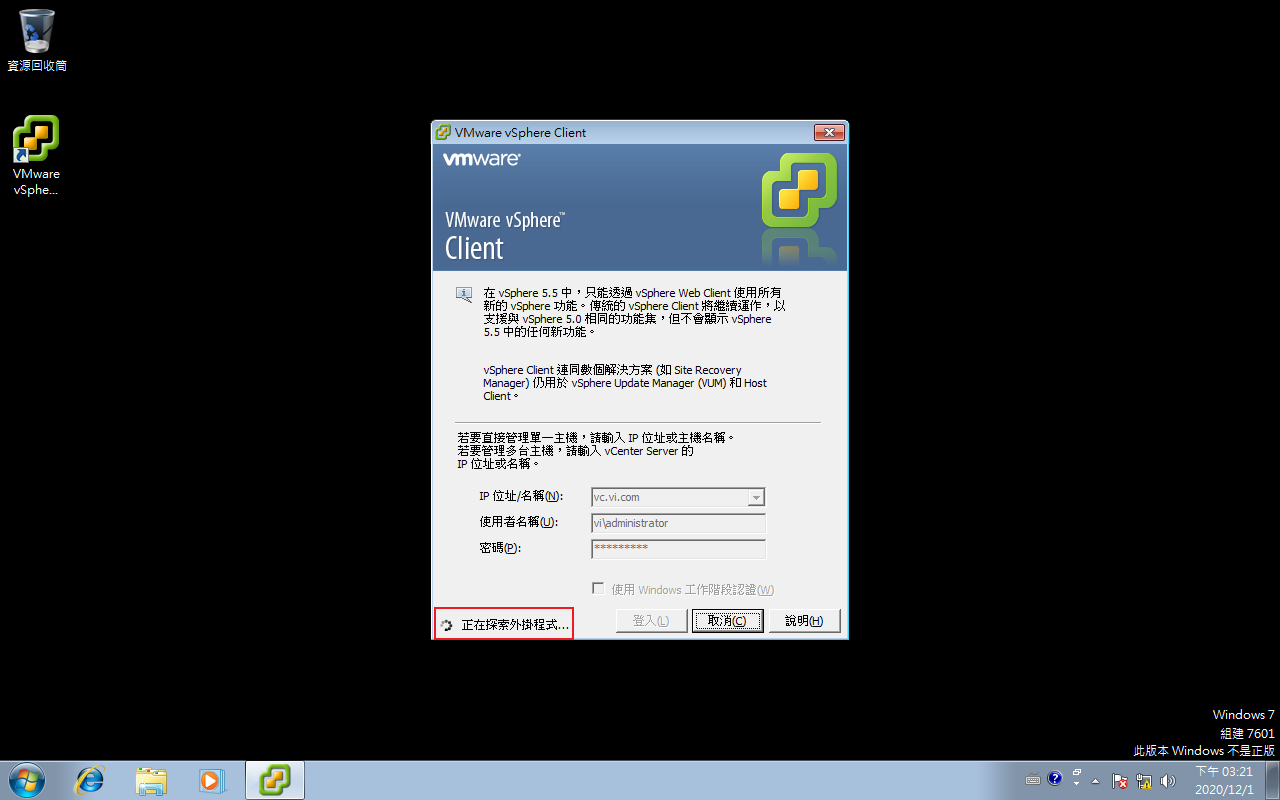 資源回收筒
VMware
vSphe...
VMware vSphere Client
vmware
VMware vSphere™
Client
在 vSphere 5.5 中，只能透過 vSphere Web Client 使用所有
新的 vSphere 功能。傳統的 vSphere Client 將繼續運作，以
支援與 vSphere 5.0 相同的功能集，但不會顯示 vSphere
5.5 中的任何新功能。
vSphere Client 連同數個解決方案 (如 Site Recovery
Manager) 仍用於 vSphere Update Manager (VUM) 和 Host
Client。
若要直接管理單一主機，請輸入 IP 位址或主機名稱。
若要管理多台主機，請輸入 vCenter Server 的
IP 位址或名稱。
IP 位址/名稱(N): vc.vi.com
使用者名稱(U): vi\administrator
密碼(P): *********
使用 Windows 工作階段認證(W)
正在探索外掛程式... 登入(L) 取消(C) 說明(H)
Windows 7
組建 7601
此版本 Windows 不是正版
下午 03:21
2020/12/1